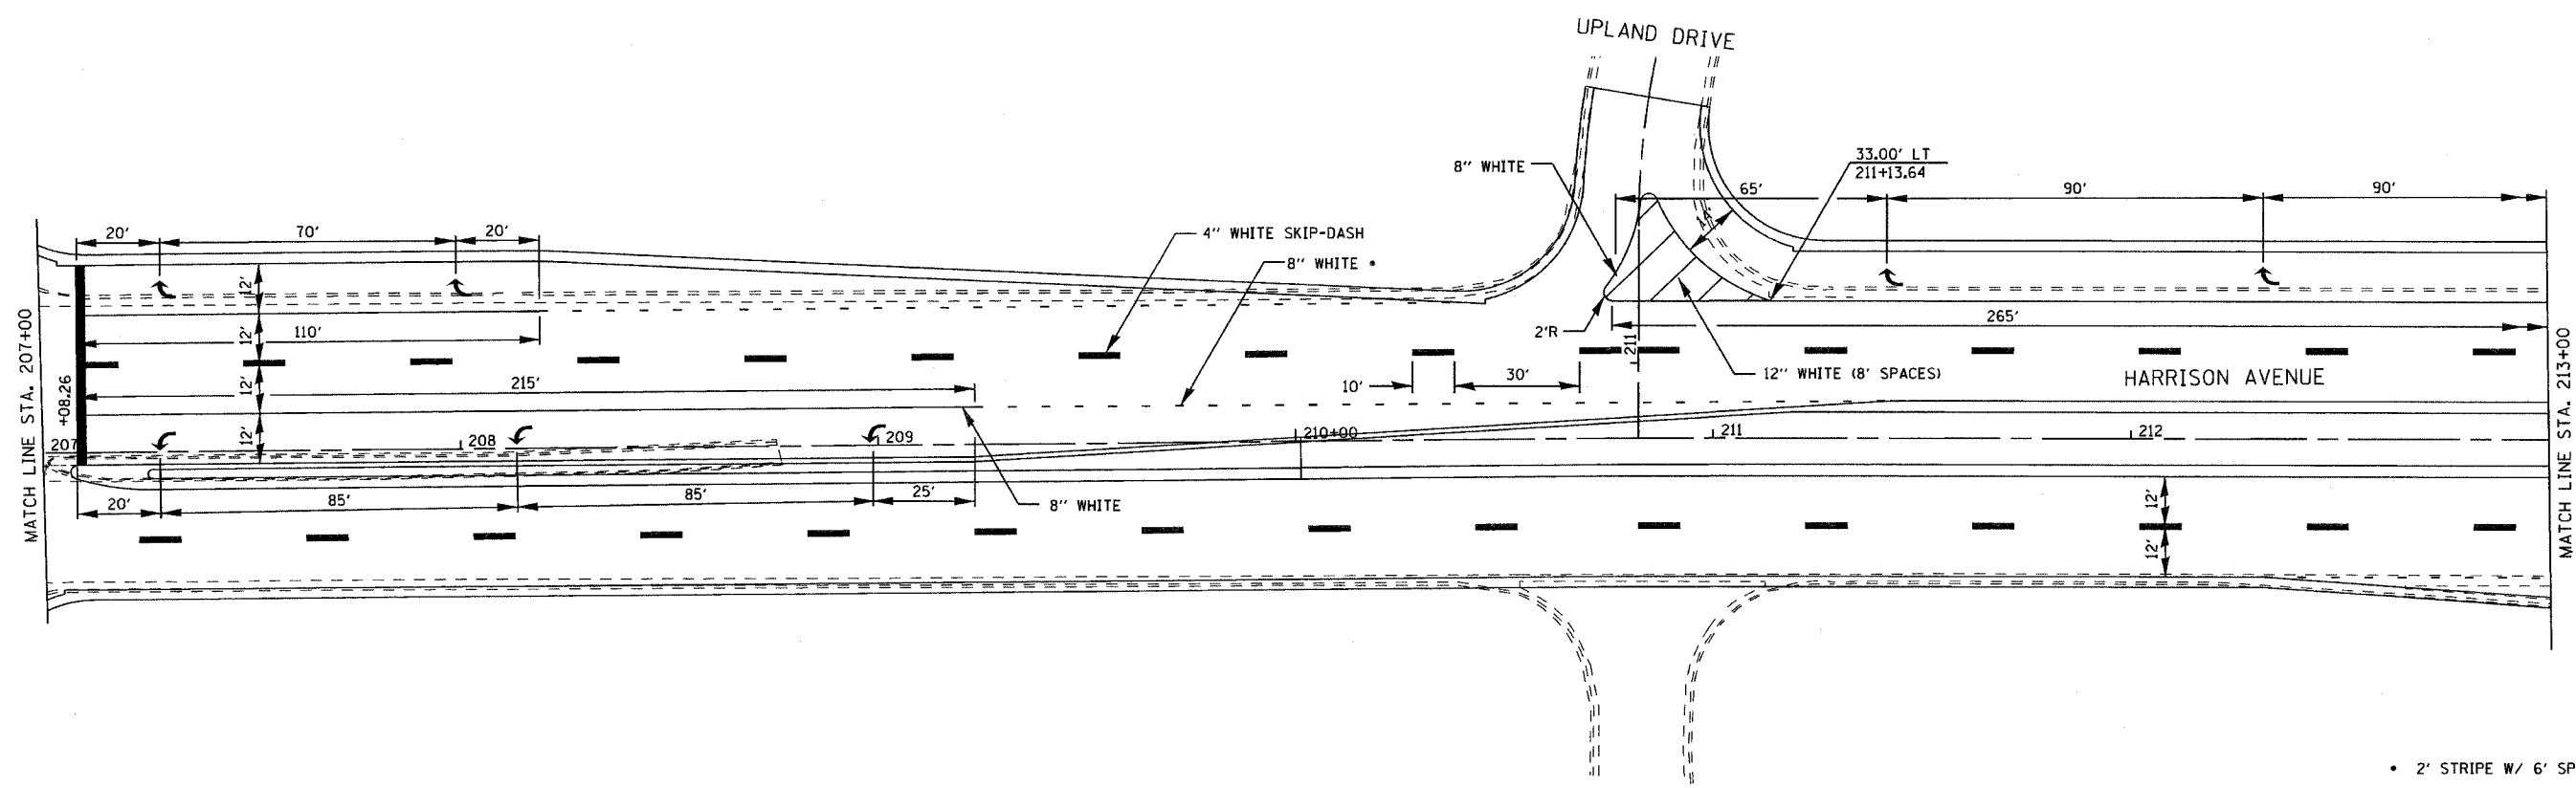 UPLAND DRIVE
8" WHITE
33.00' LT
211+13.64
65'
90'
90'
14'
20'
70'
20'
4" WHITE SKIP-DASH
8" WHITE •
12'
110'
12'
2'R
265'
211
MATCH LINE STA. 207+00
+08.26
12'
215'
10'
30'
12" WHITE (8' SPACES)
HARRISON AVENUE
MATCH LINE STA. 213+00
12'
207
208
209
210+00
211
212
20'
85'
85'
25'
8" WHITE
12'
12'
• 2' STRIPE W/ 6' SP